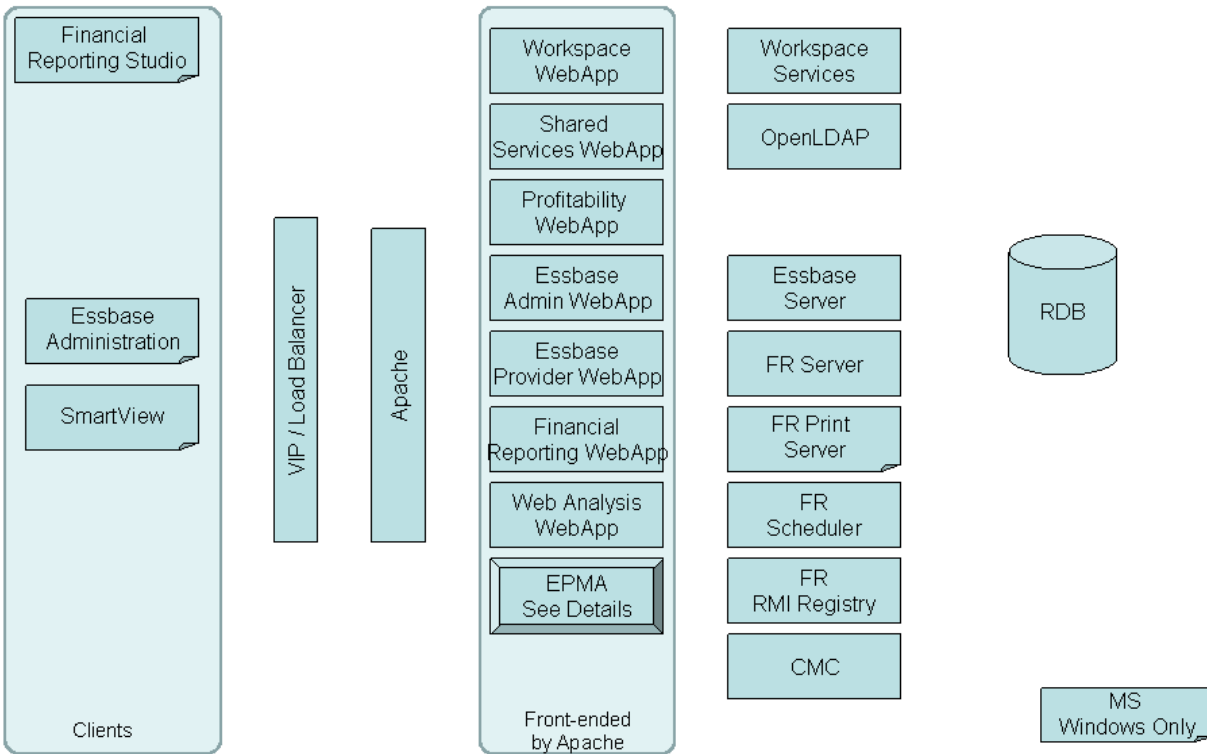 Financial
Reporting Studio
Essbase
Administration
SmartView
Clients
VIP / Load Balancer
Apache
Workspace
WebApp
Shared
Services WebApp
Profitability
WebApp
Essbase
Admin WebApp
Essbase
Provider WebApp
Financial
Reporting WebApp
Web Analysis
WebApp
EPMA
See Details
Front-ended
by Apache
Workspace
Services
OpenLDAP
Essbase
Server
FR Server
FR Print
Server
FR
Scheduler
FR
RMI Registry
CMC
RDB
MS
Windows Only